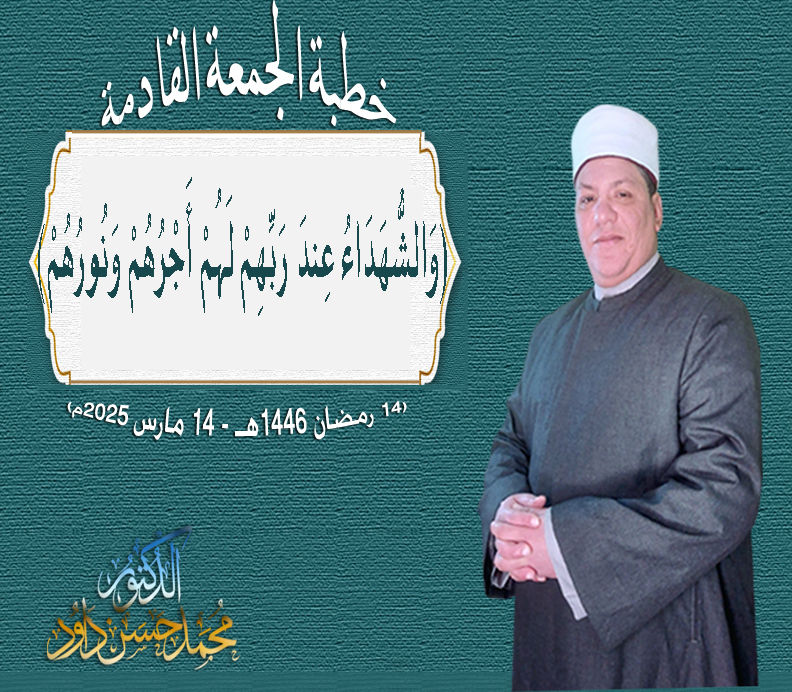 خطبة الجمعة القادمة
(وَالشُّهَدَاءُ عِندَ رَبِّهِمْ لَهُمْ أَجْرُهُمْ وَنُورُهُمْ)
(14 رمضان 1446هـ - 14 مارس 2025م)
الدكتور
محمد حسن داود